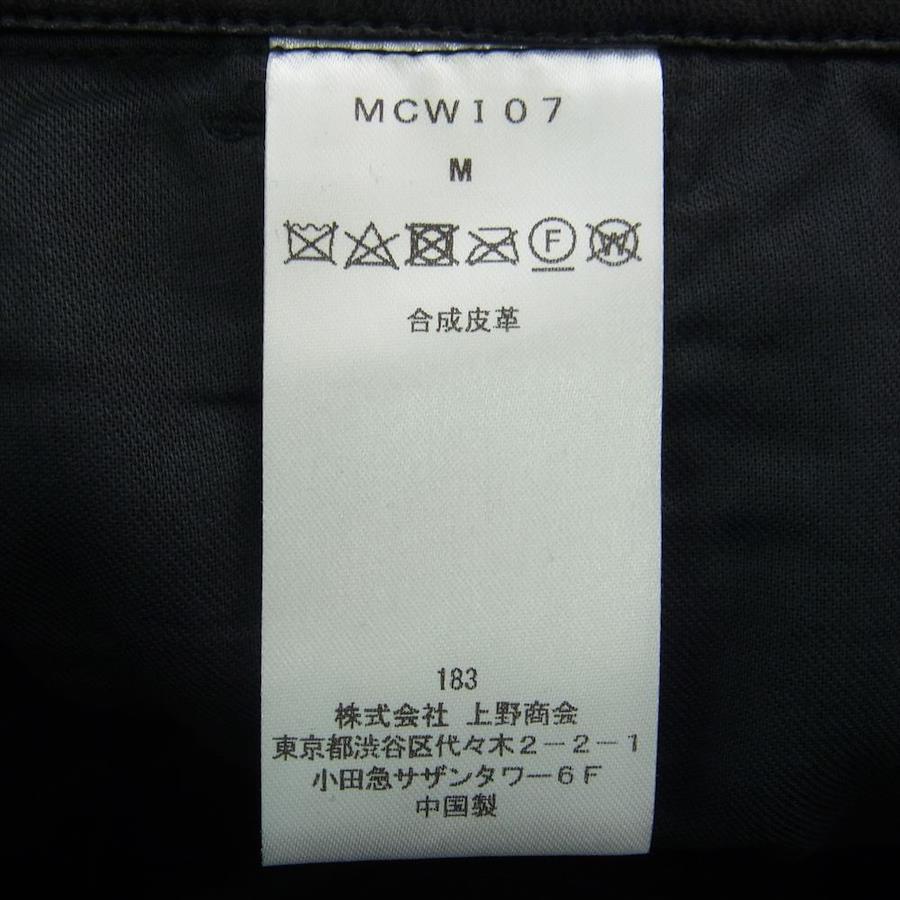 MCWI07
M
F
W
合成皮革
183
株式会社 上野商会
東京都渋谷区代々木2-2-1
小田急サザンタワー6F
中国製